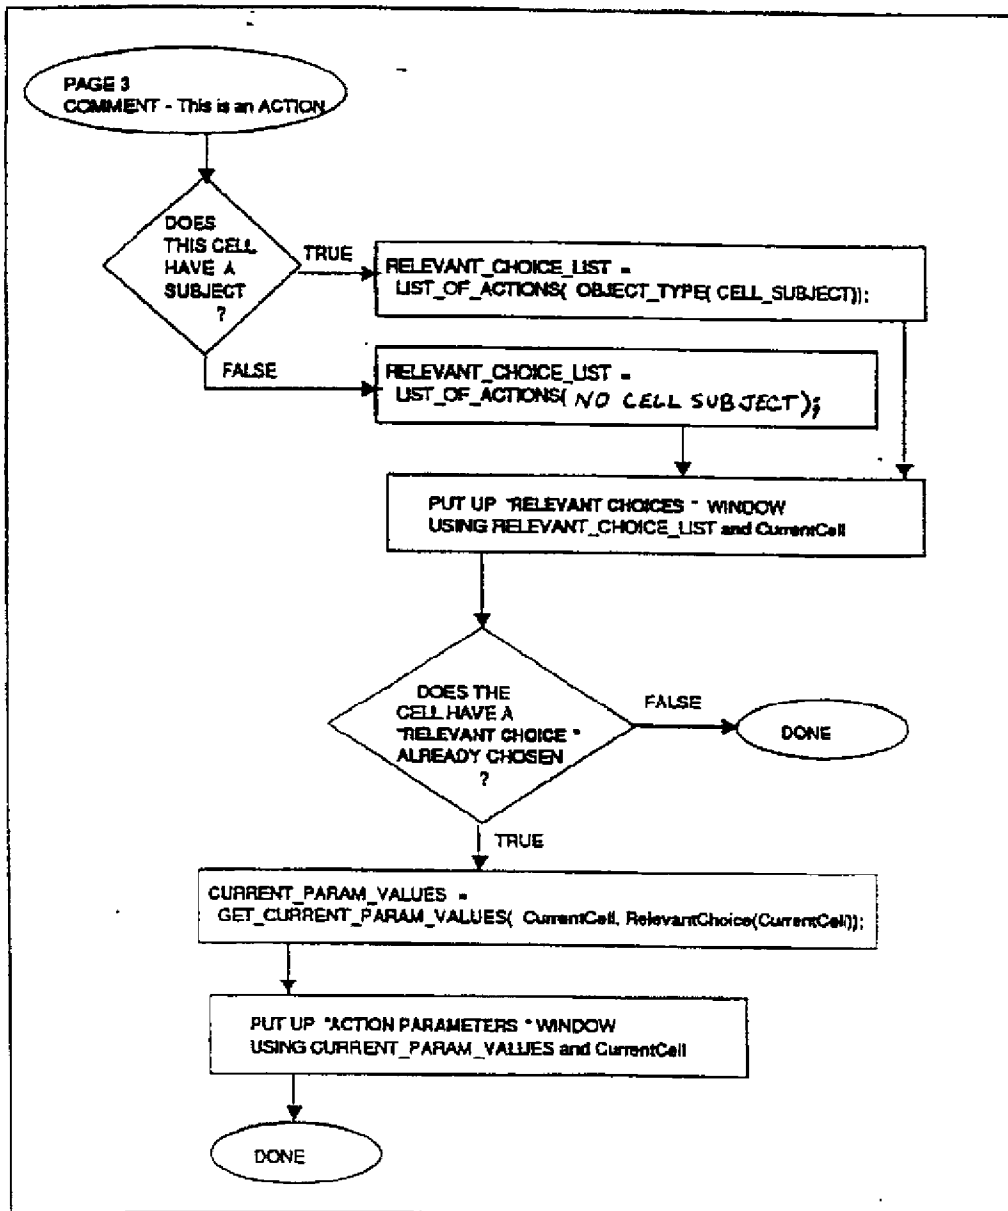 PAGE 3
COMMENT - This is an ACTION
DOES
THIS CELL
HAVE A
SUBJECT
?
TRUE
RELEVANT_CHOICE_LIST =
LIST_OF_ACTIONS( OBJECT_TYPE( CELL_SUBJECT));
FALSE
RELEVANT_CHOICE_LIST =
LIST_OF_ACTIONS( NO CELL SUBJECT);
PUT UP "RELEVANT CHOICES " WINDOW
USING RELEVANT_CHOICE_LIST and CurrentCell
DOES THE
CELL HAVE A
"RELEVANT CHOICE "
ALREADY CHOSEN
?
FALSE
DONE
TRUE
CURRENT_PARAM_VALUES =
GET_CURRENT_PARAM_VALUES( CurrentCell, RelevantChoice(CurrentCell));
PUT UP "ACTION PARAMETERS " WINDOW
USING CURRENT_PARAM_VALUES and CurrentCell
DONE